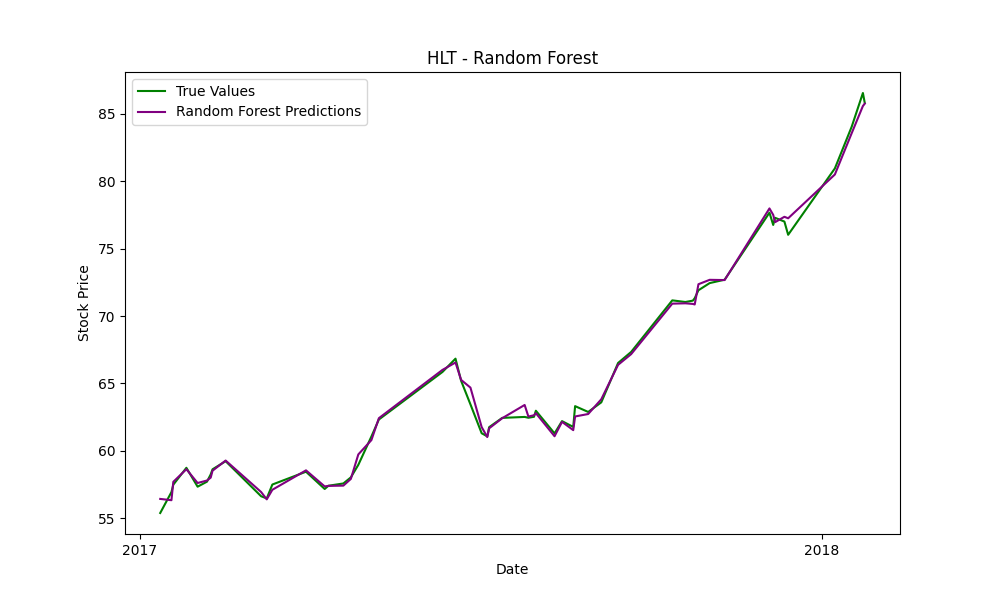 HLT - Random Forest
True Values
Random Forest Predictions
85
80
75
70
65
60
55
Stock Price
2017
2018
Date